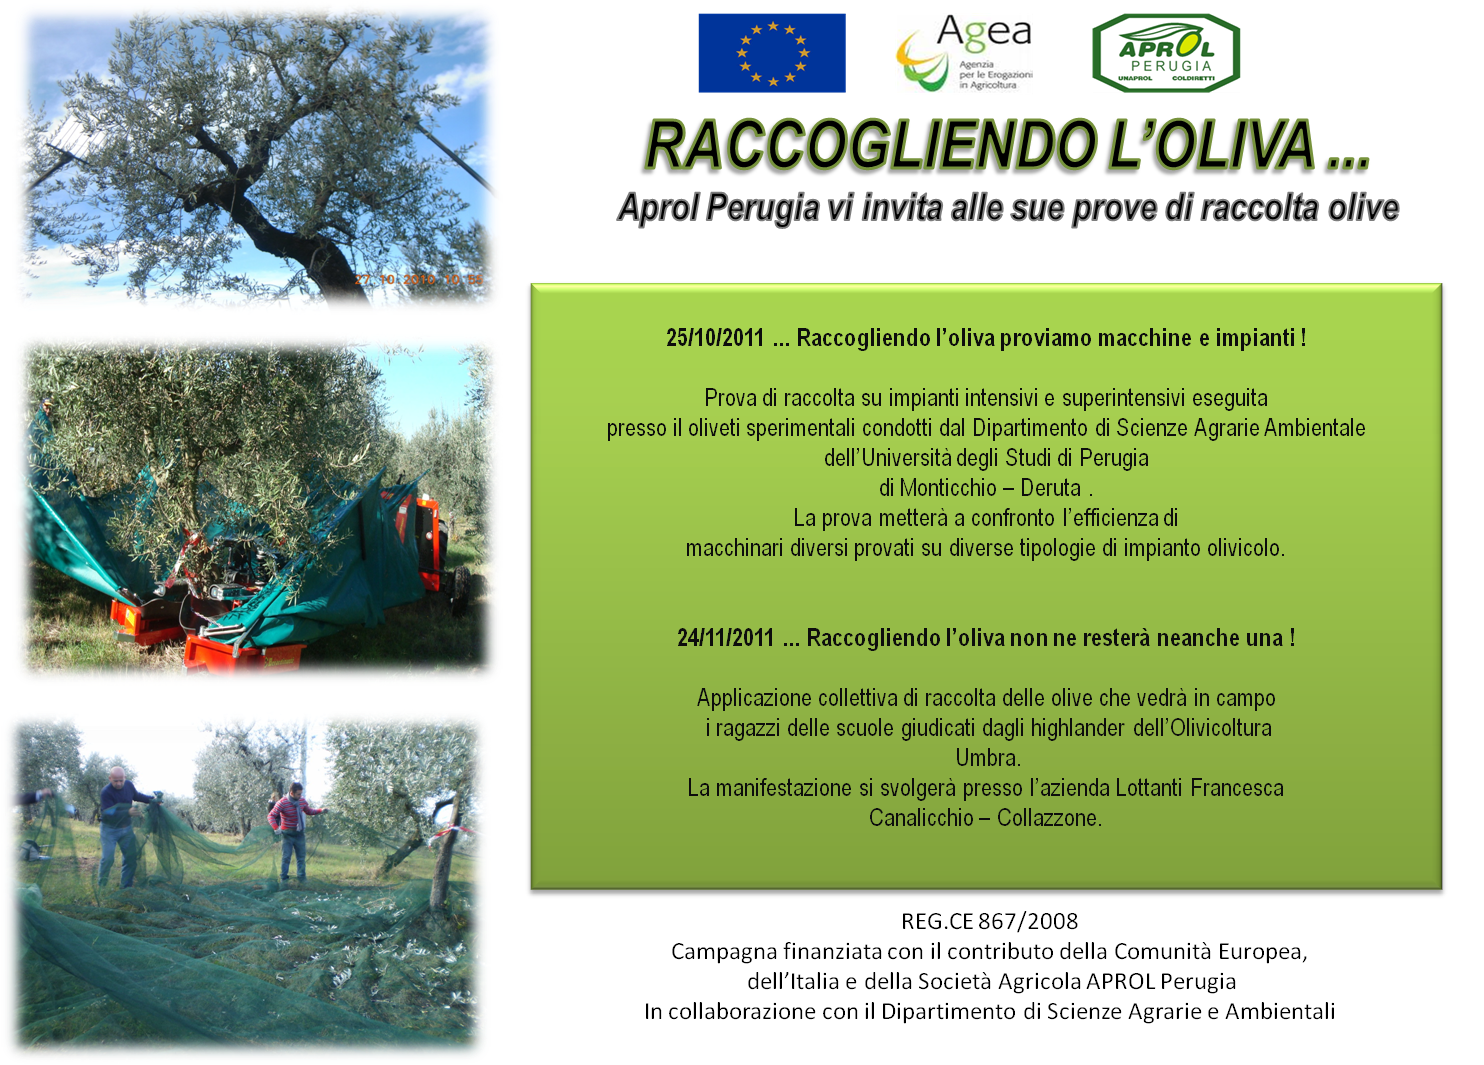 Agea
Agenzia
per le Erogazioni
in Agricoltura
APROL
PERUGIA
UNAPROL COLDIRETTI
RACCOGLIENDO L'OLIVA ...
Aprol Perugia vi invita alle sue prove di raccolta olive
27 10 2010 10:5
25/10/2011 ... Raccogliendo l'oliva proviamo macchine e impianti !
Prova di raccolta su impianti intensivi e superintensivi eseguita
presso il oliveti sperimentali condotti dal Dipartimento di Scienze Agrarie Ambientale
dell'Università degli Studi di Perugia
di Monticchio – Deruta .
La prova metterà a confronto l'efficienza di
macchinari diversi provati su diverse tipologie di impianto olivicolo.
24/11/2011 ... Raccogliendo l'oliva non ne resterà neanche una !
Applicazione collettiva di raccolta delle olive che vedrà in campo
i ragazzi delle scuole giudicati dagli highlander dell'Olivicoltura
Umbra.
La manifestazione si svolgerà presso l'azienda Lottanti Francesca
Canalicchio – Collazzone.
REG.CE 867/2008
Campagna finanziata con il contributo della Comunità Europea,
dell'Italia e della Società Agricola APROL Perugia
In collaborazione con il Dipartimento di Scienze Agrarie e Ambientali